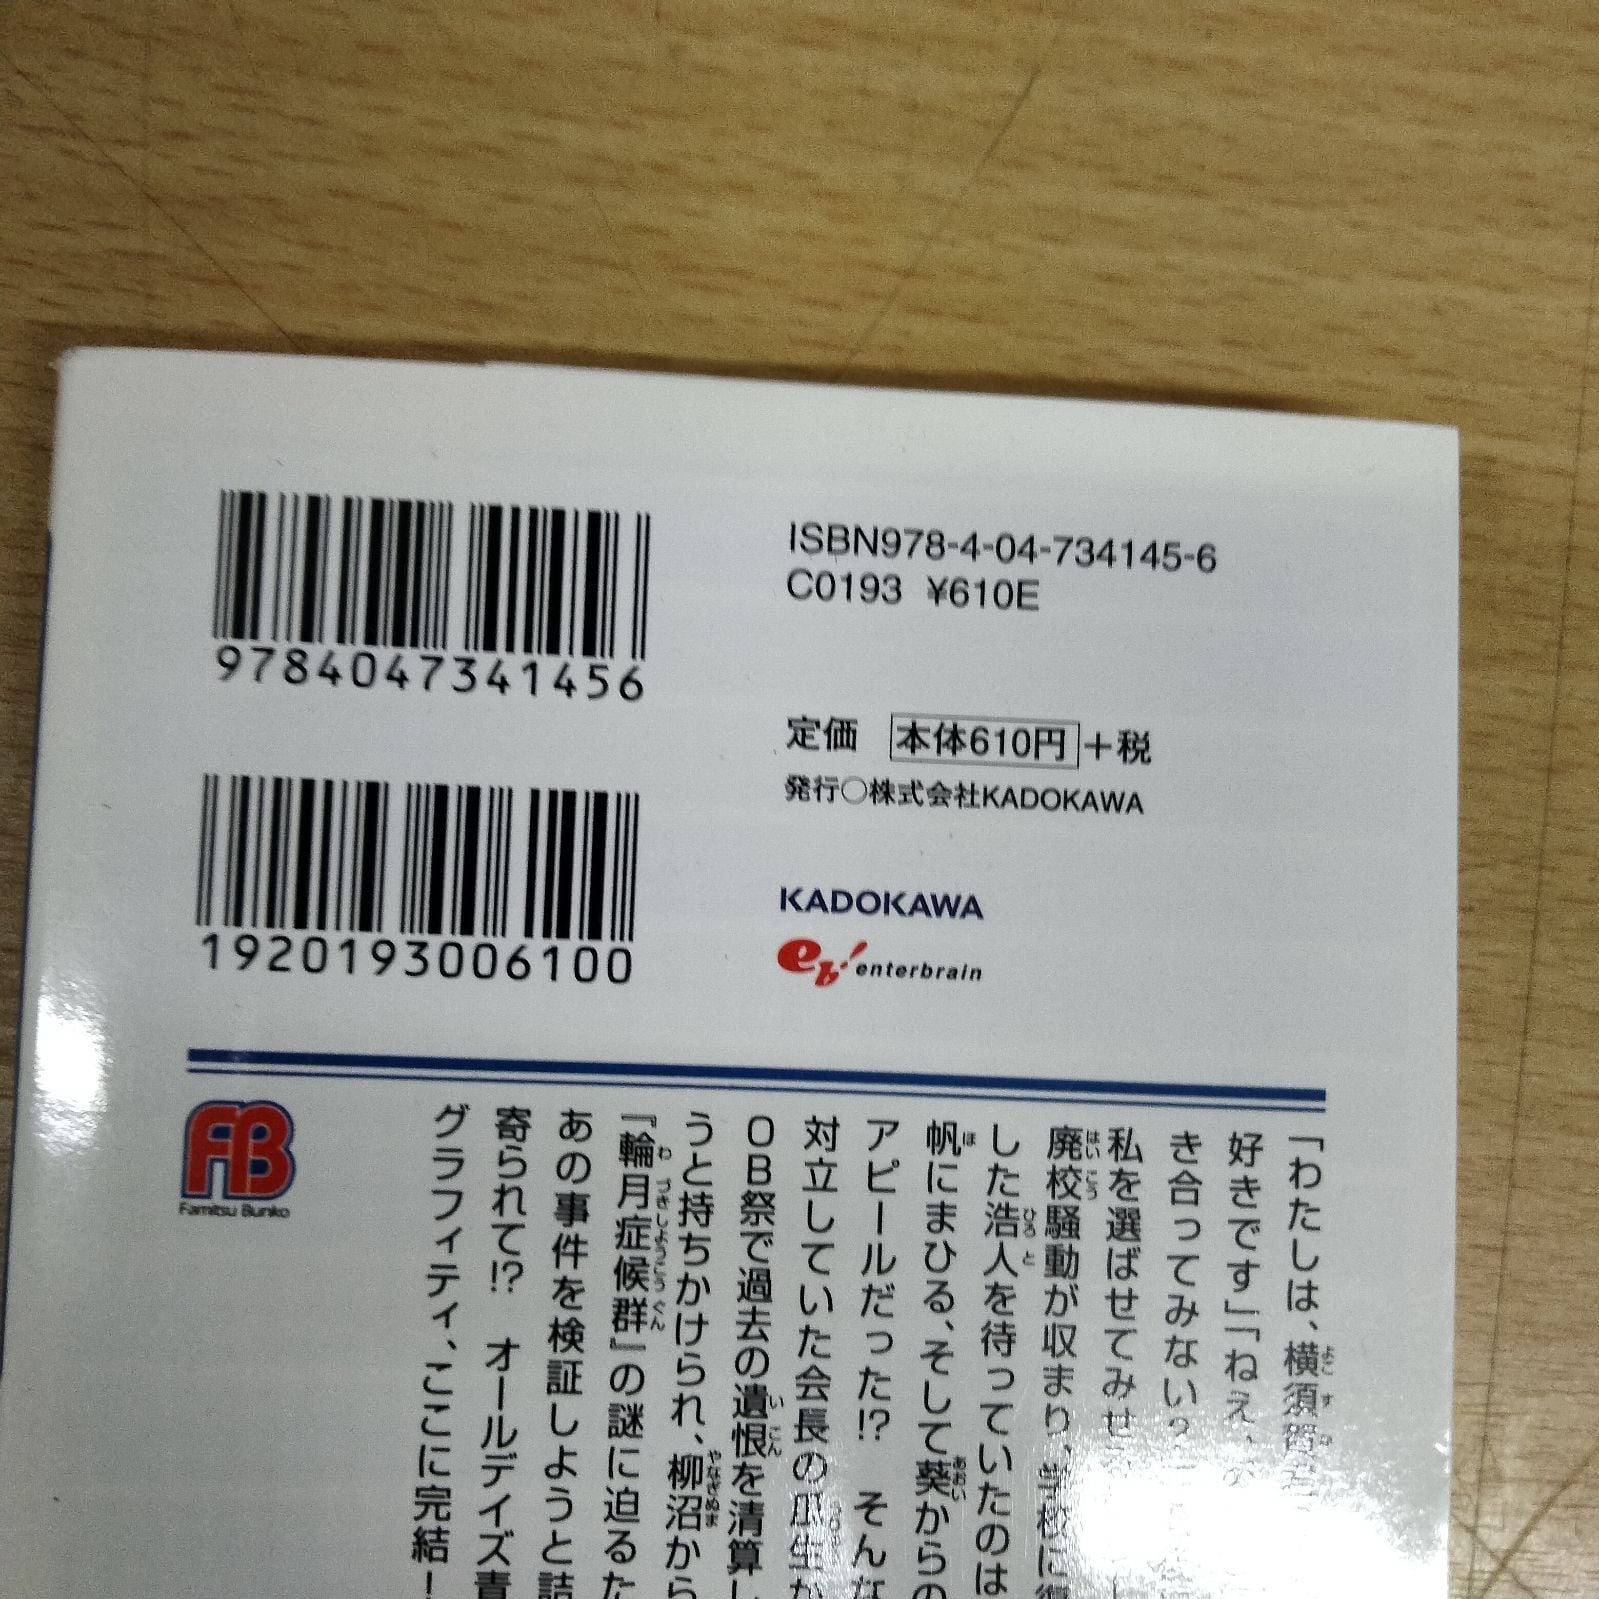 9784047341456
ISBN978-4-04-734145-6
C0193 ¥610E
定価 本体610円+税
発行○株式会社KADOKAWA
1920193006100
KADOKAWA
eb! enterbrain
FB
Famitsu Bunko
「わたしは、横須賀
好きです」「ねえ、
き合ってみない?
私を選ばせてみせ
廃校騒動が収まり、学校に復
した浩人を待っていたのは
帆にまひる、そして葵からの
アピールだった!? そんな
対立していた会長の瓜生が
OB祭で過去の遺恨を清算し
うと持ちかけられ、柳沼から
『輪月症候群』の謎に迫るた
あの事件を検証しようと詰
寄られて!? オールデイズ青
グラフィティ、ここに完結!